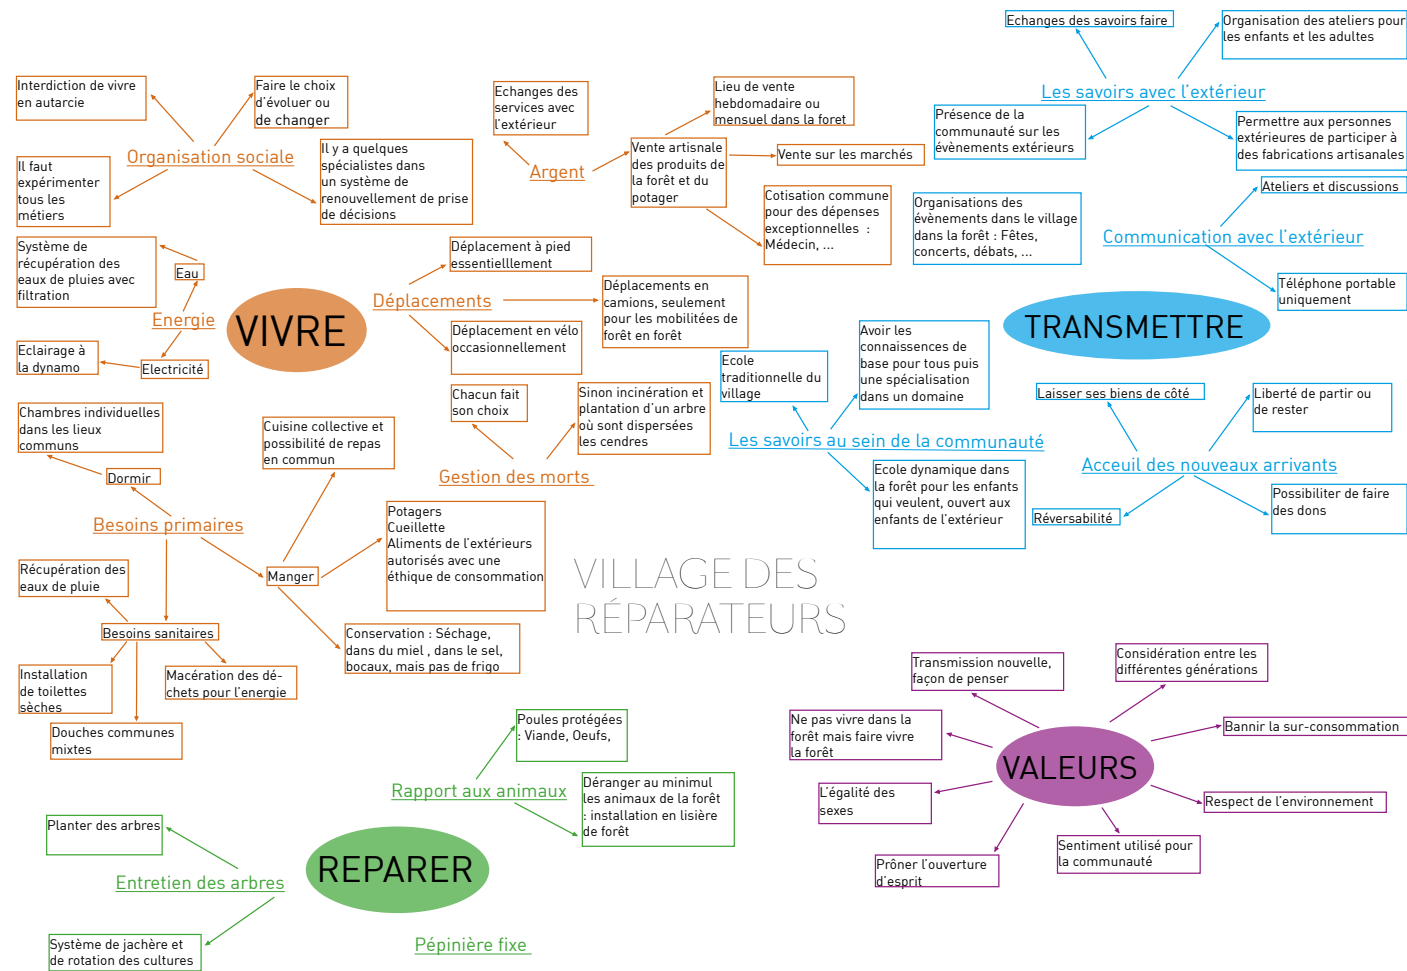 Interdiction de vivre
en autarcie
Faire le choix
d'évoluer ou
de changer
Organisation sociale
Il faut
expérimenter
tous les
métiers
Il y a quelques
spécialistes dans
un système de
renouvellement de prise
de décisions
Echanges des
services avec
l'extérieur
Argent
Lieu de vente
hebdomadaire ou
mensuel dans la foret
Vente artisnale
des produits de
la forêt et du
potager
Vente sur les marchés
Cotisation commune
pour des dépenses
exceptionnelles :
Médecin, ...
Echanges des savoirs faire
Organisation des ateliers pour
les enfants et les adultes
Les savoirs avec l'extérieur
Présence de la
communauté sur les
évènements extérieurs
Permettre aux personnes
extérieures de participer à
des fabrications artisanales
Organisations des
évènements dans le village
dans la forêt : Fêtes,
concerts, débats, ...
Ateliers et discussions
Communication avec l'extérieur
Téléphone portable
uniquement
Système de
récupération des
eaux de pluies avec
filtration
Eau
Energie
Eclairage à
la dynamo
Electricité
VIVRE
Déplacement à pied
essentielllement
Déplacements
Déplacements en
camions, seulement
pour les mobilitées de
forêt en forêt
Déplacement en vélo
occasionnellement
TRANSMETTRE
Ecole
traditionnelle du
village
Avoir les
connaissances de
base pour tous puis
une spécialisation
dans un domaine
Les savoirs au sein de la communauté
Ecole dynamique dans
la forêt pour les enfants
qui veulent, ouvert aux
enfants de l'extérieur
Laisser ses biens de côté
Liberté de partir ou
de rester
Acceuil des nouveaux arrivants
Réversabilité
Possibiliter de faire
des dons
Chambres individuelles
dans les lieux
communs
Dormir
Besoins primaires
Cuisine collective et
possibilité de repas
en commun
Chacun fait
son choix
Sinon incinération et
plantation d'un arbre
où sont dispersées
les cendres
Gestion des morts
Potagers
Cueillette
Aliments de l'extérieurs
autorisés avec une
éthique de consommation
Manger
Conservation : Séchage,
dans du miel , dans le sel,
bocaux, mais pas de frigo
Récupération des
eaux de pluie
Besoins sanitaires
Installation
de toilettes
sèches
Macération des dé-
chets pour l'energie
Douches communes
mixtes
VILLAGE DES
RÉPARATEURS
Transmission nouvelle,
façon de penser
Considération entre les
différentes générations
Ne pas vivre dans la
forêt mais faire vivre
la forêt
Bannir la sur-consommation
VALEURS
L'égalité des
sexes
Respect de l'environnement
Prôner l'ouverture
d'esprit
Sentiment utilisé pour
la communauté
Poules protégées
: Viande, Oeufs,
Rapport aux animaux
Déranger au minimul
les animaux de la forêt
: installation en lisière
de forêt
Planter des arbres
Entretien des arbres
REPARER
Système de jachère et
de rotation des cultures
Pépinière fixe